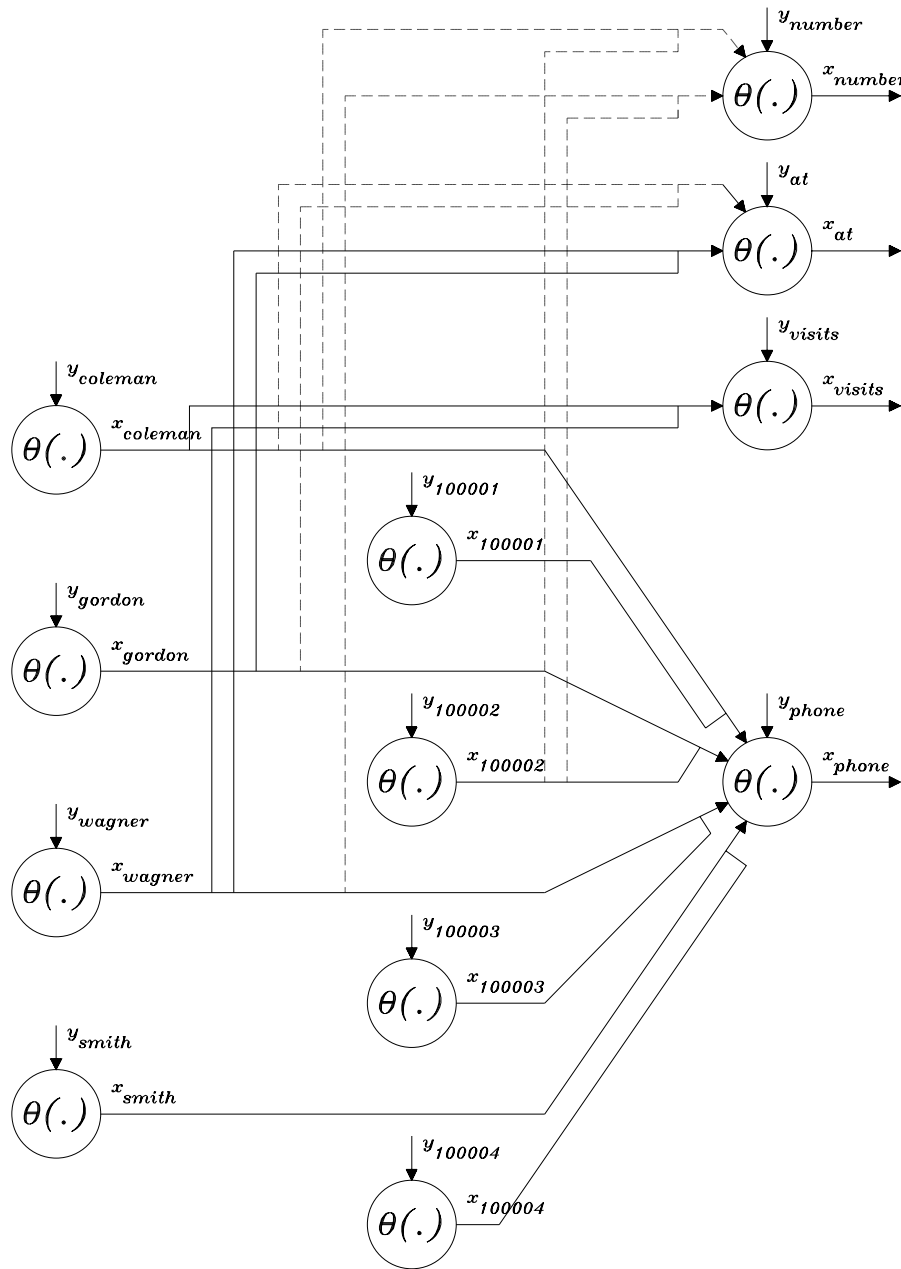 y_number
x_number
θ(.)
y_at
x_at
θ(.)
y_visits
x_visits
θ(.)
y_coleman
x_coleman
θ(.)
y_100001
x_100001
θ(.)
y_gordon
x_gordon
θ(.)
y_100002
x_100002
θ(.)
y_phone
x_phone
θ(.)
y_wagner
x_wagner
θ(.)
y_100003
x_100003
θ(.)
y_smith
x_smith
θ(.)
y_100004
x_100004
θ(.)